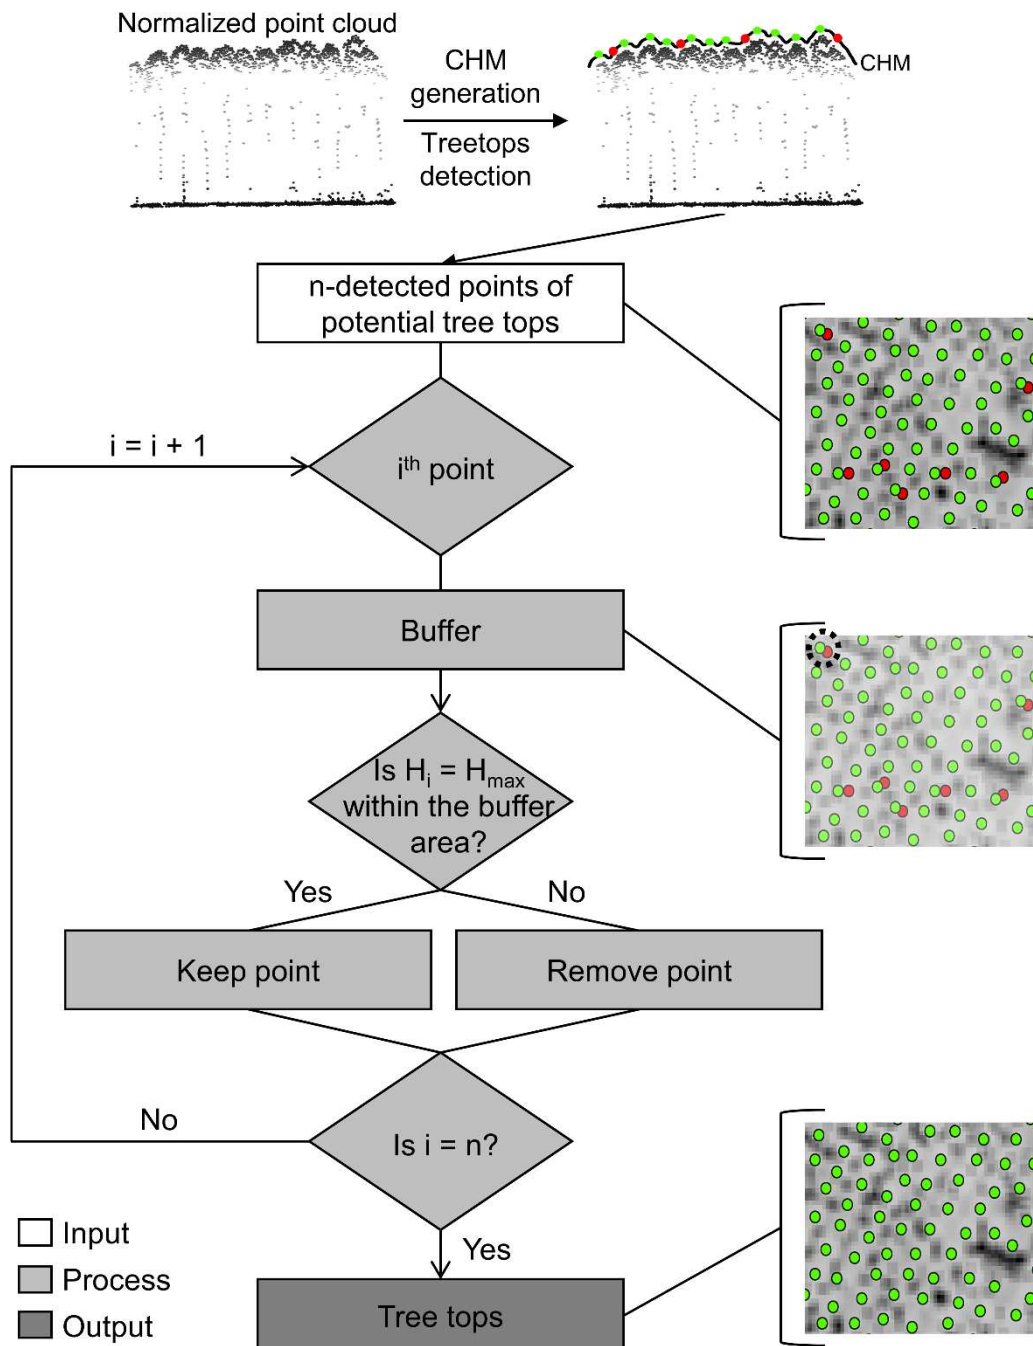 Normalized point cloud
CHM
generation
Treetops
detection
CHM
n-detected points of
potential tree tops
i = i + 1
ith point
Buffer
Is Hi = Hmax
within the buffer
area?
Yes
No
Keep point
Remove point
No
Is i = n?
Yes
Input
Process
Output
Tree tops